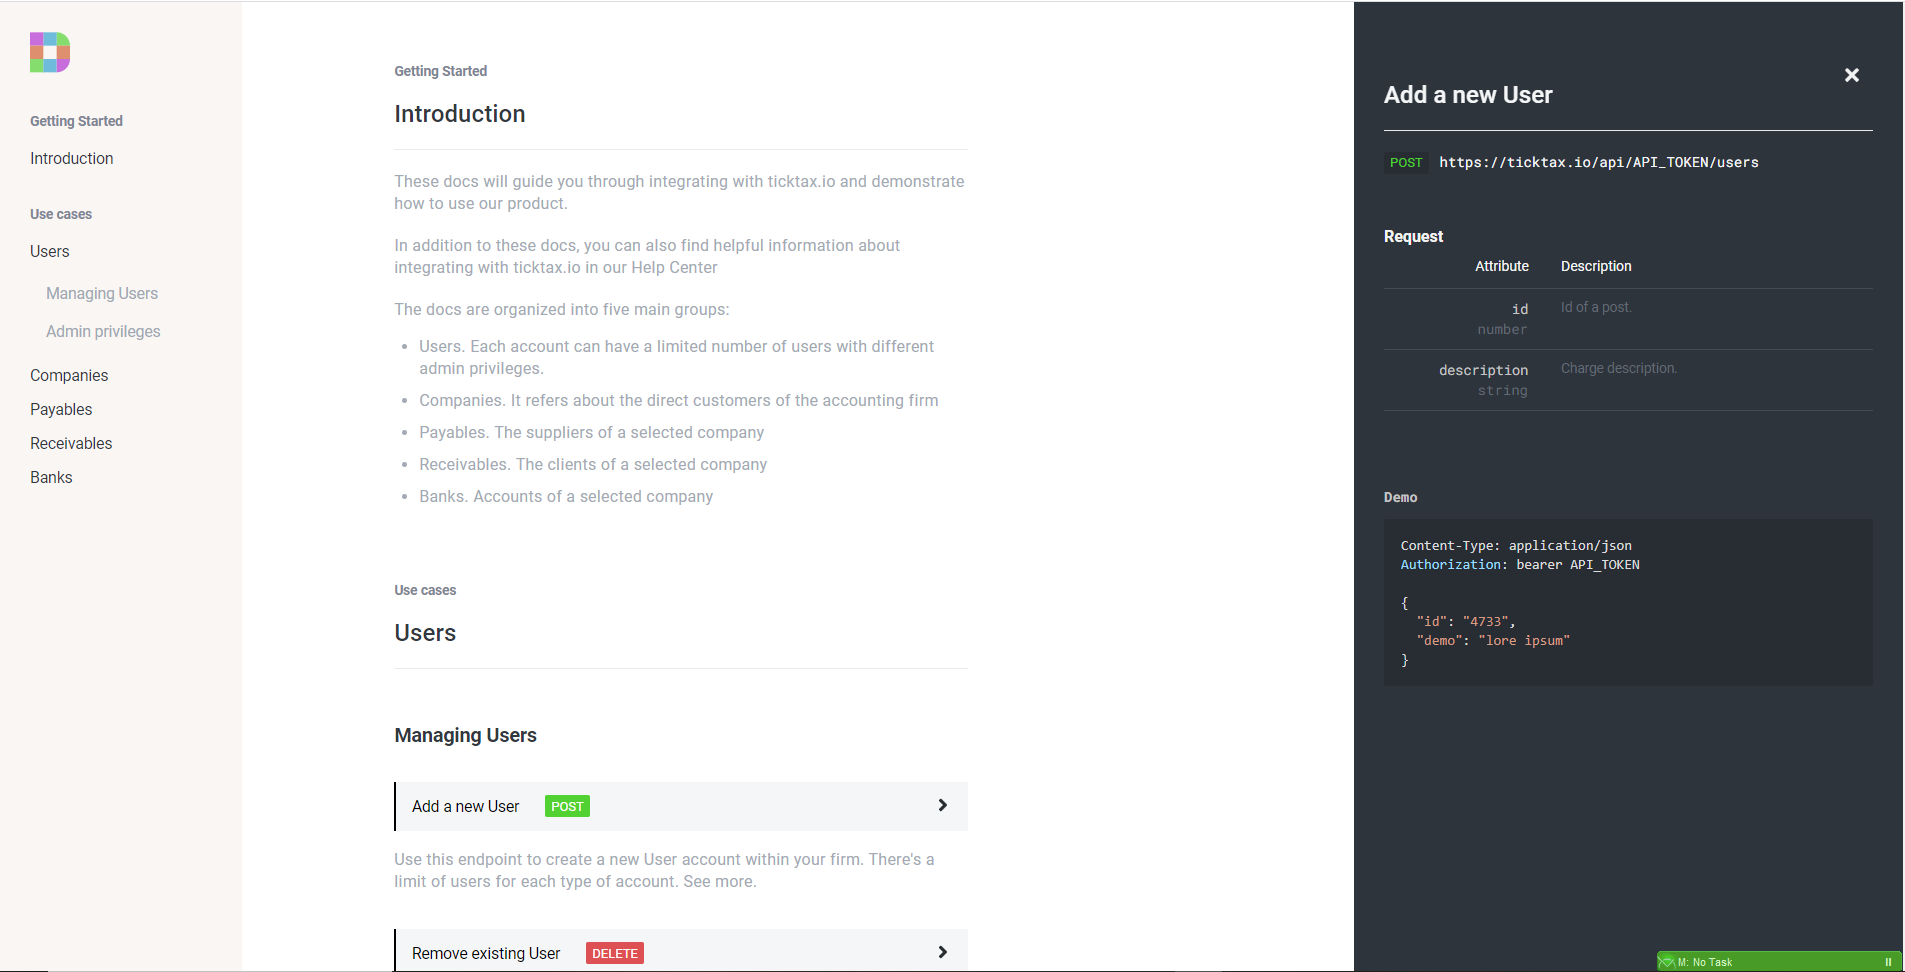 Getting Started
Introduction
Use cases
Users
Managing Users
Admin privileges
Companies
Payables
Receivables
Banks
Getting Started
Introduction
These docs will guide you through integrating with ticktax.io and demonstrate
how to use our product.
In addition to these docs, you can also find helpful information about
integrating with ticktax.io in our Help Center
The docs are organized into five main groups:
• Users. Each account can have a limited number of users with different
admin privileges.
• Companies. It refers about the direct customers of the accounting firm
• Payables. The suppliers of a selected company
• Receivables. The clients of a selected company
• Banks. Accounts of a selected company
Use cases
Users
Managing Users
Add a new User POST
Use this endpoint to create a new User account within your firm. There's a
limit of users for each type of account. See more.
Remove existing User DELETE
Add a new User
POST https://ticktax.io/api/API_TOKEN/users
Request
Attribute Description
id Id of a post.
number
description Charge description.
string
Demo
Content-Type: application/json
Authorization: bearer API_TOKEN
{
"id": "4733",
"demo": "lore ipsum"
}
M: No Task